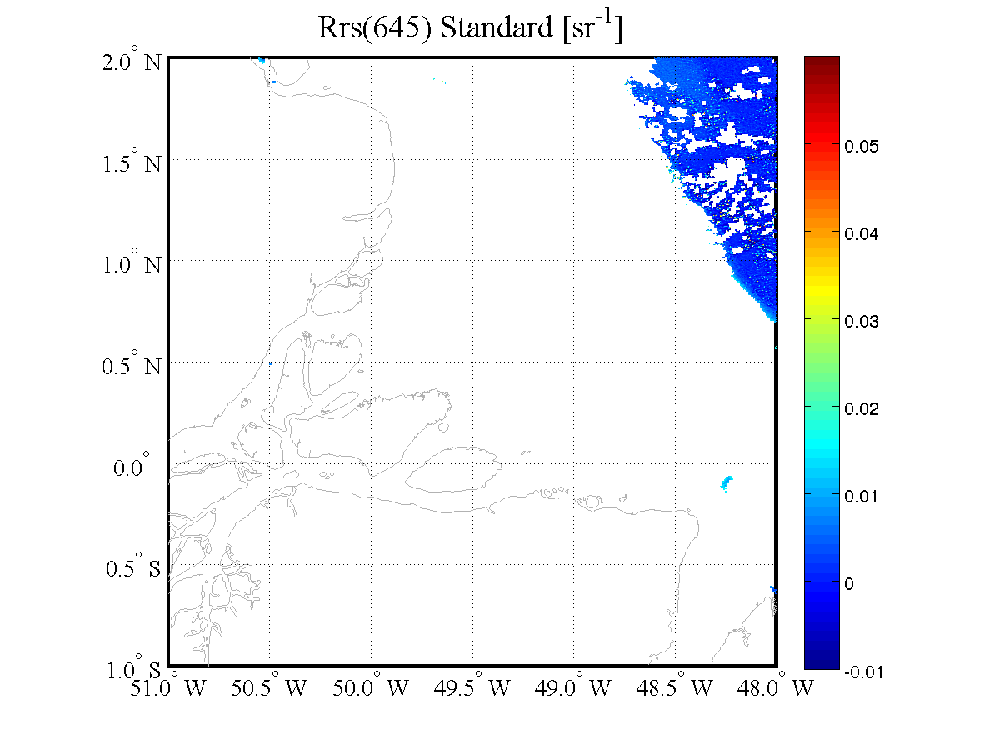 Rrs(645) Standard [sr-1]
2.0° N
1.5° N
1.0° N
0.5° N
0.0°
0.5° S
1.0° S
51.0° W 50.5° W 50.0° W 49.5° W 49.0° W 48.5° W 48.0° W
0.05
0.04
0.03
0.02
0.01
0
-0.01